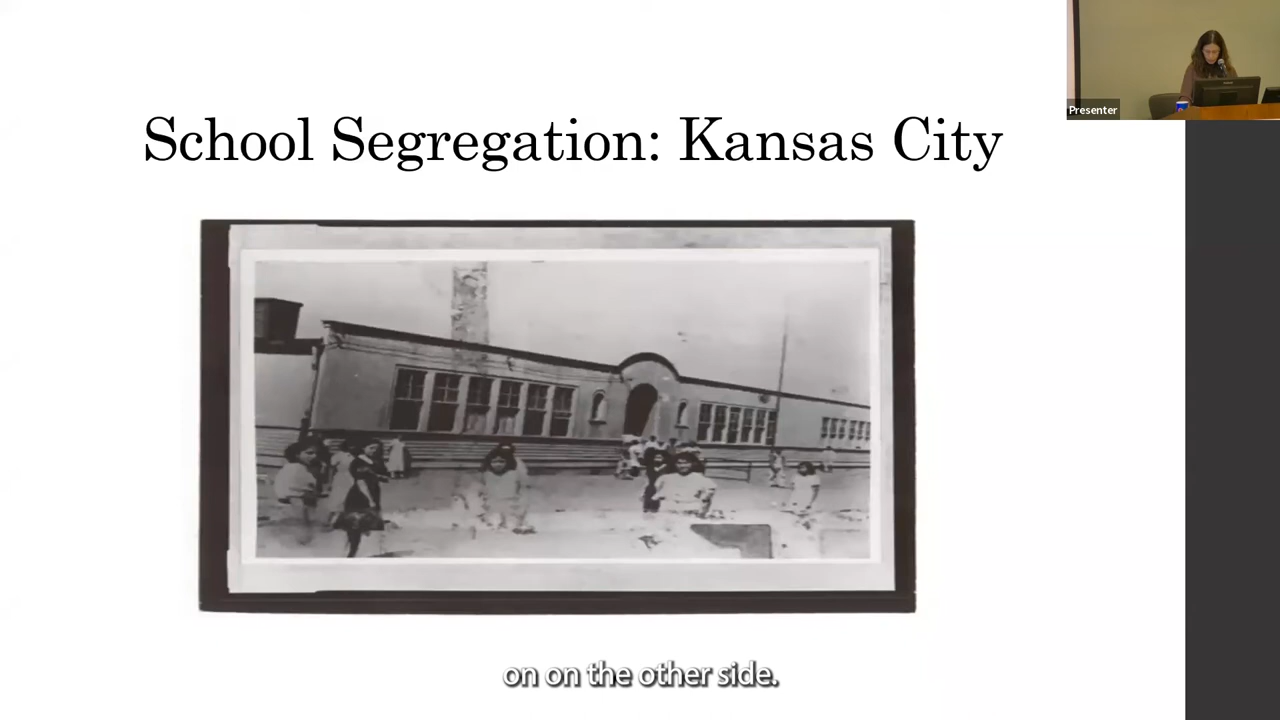 Presenter
School Segregation: Kansas City
on on the other side.